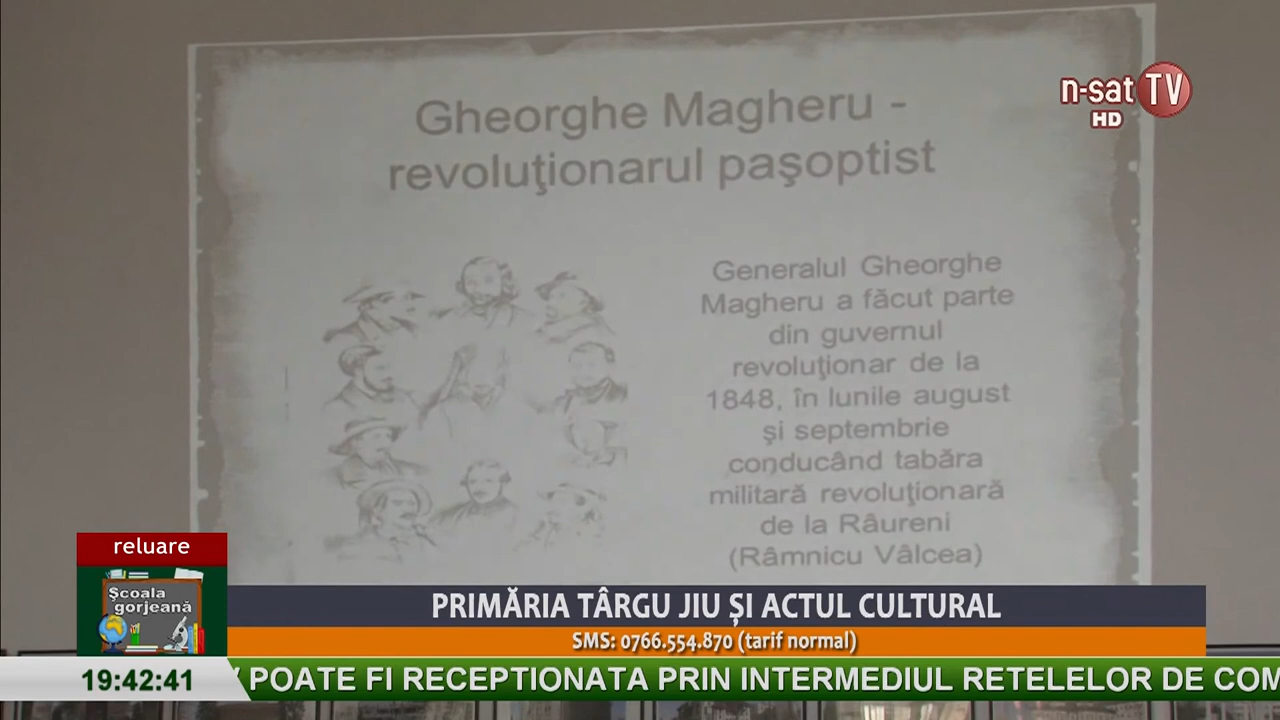 n-sat TV
HD
Gheorghe Magheru -
revoluţionarul paşoptist
Generalul Gheorghe
Magheru a făcut parte
din guvernul
revoluţionar de la
1848, în lunile august
şi septembrie
conducând tabăra
militară revoluţionară
de la Râureni
(Râmnicu Vâlcea)
reluare
Şcoala
gorjeană
PRIMĂRIA TÂRGU JIU ȘI ACTUL CULTURAL
SMS: 0766.554.870 (tarif normal)
19:42:41
POATE FI RECEPTIONATA PRIN INTERMEDIUL RETELELOR DE COM